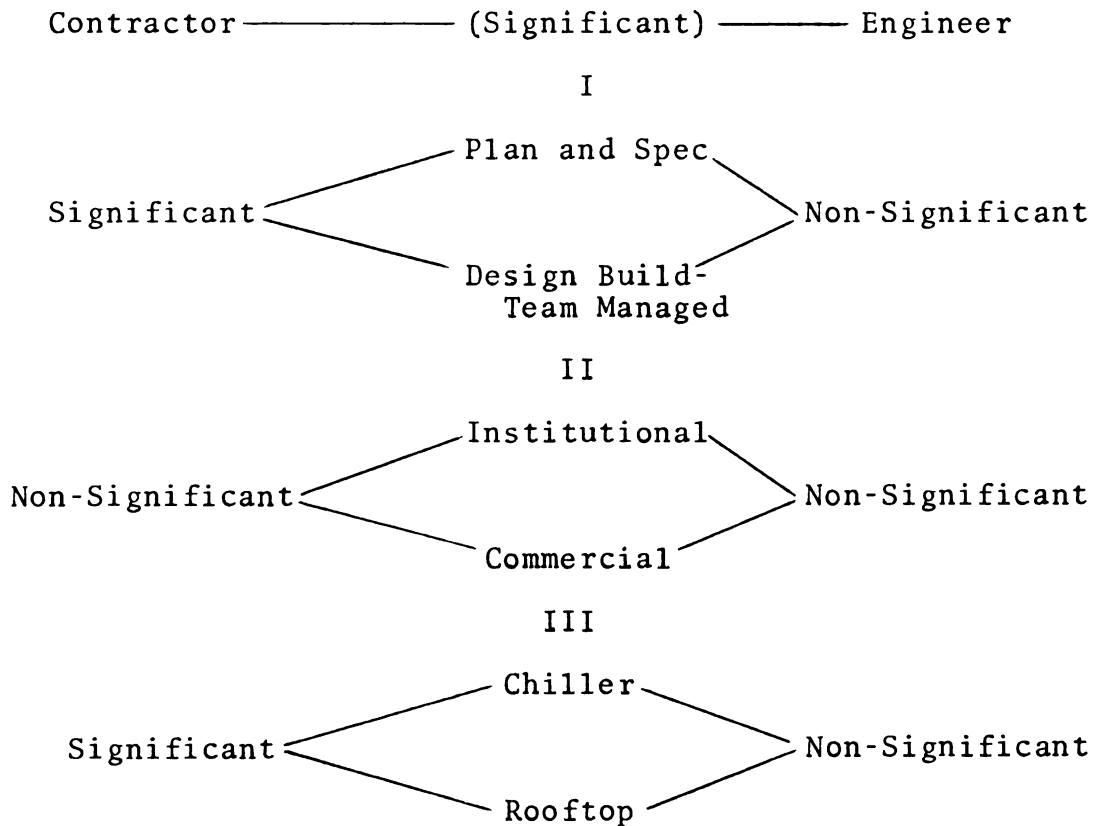 Contractor (Significant) Engineer
I
Plan and Spec
Significant Non-Significant
Design Build-
Team Managed
II
Institutional
Non-Significant Non-Significant
Commercial
III
Chiller
Significant Non-Significant
Rooftop